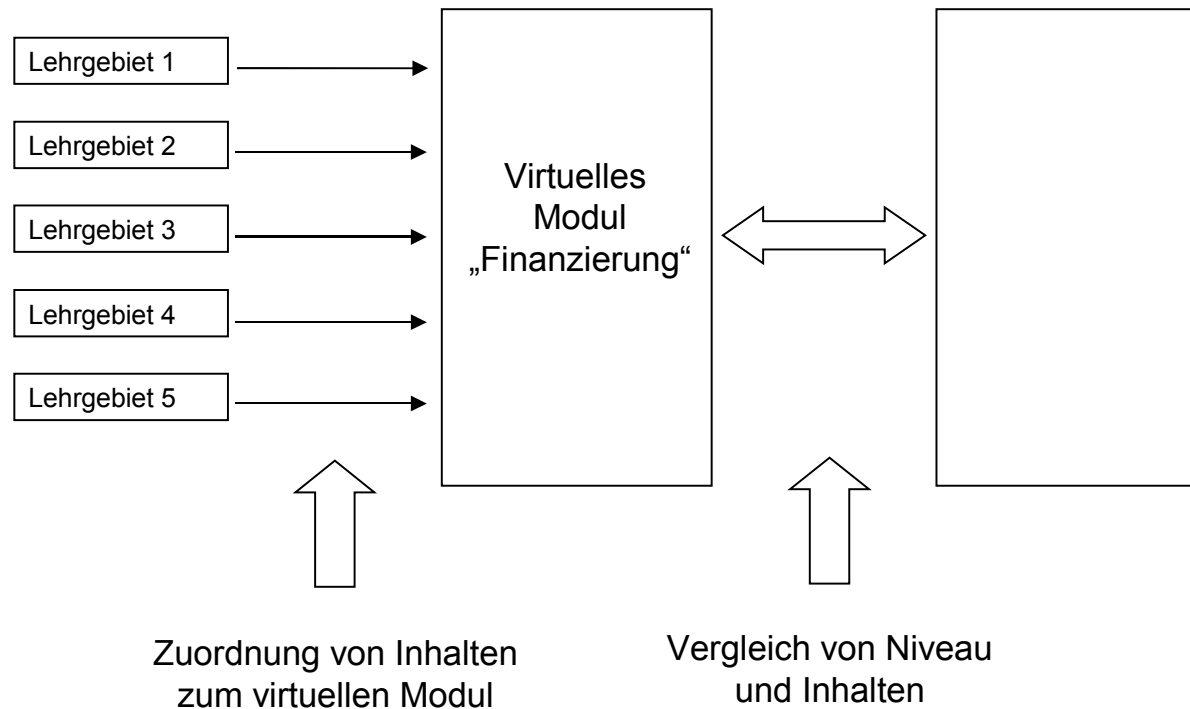 Lehrgebiet 1
Lehrgebiet 2
Lehrgebiet 3
Lehrgebiet 4
Lehrgebiet 5
Virtuelles
Modul
„Finanzierung“
Zuordnung von Inhalten
zum virtuellen Modul
Vergleich von Niveau
und Inhalten